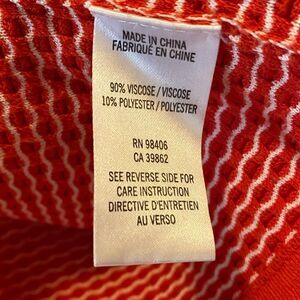 MADE IN CHINA
FABRIQUÉ EN CHINE
90% VISCOSE / VISCOSE
10% POLYESTER / POLYESTER
RN 98406
CA 39862
SEE REVERSE SIDE FOR
CARE INSTRUCTION
DIRECTIVE D'ENTRETIEN
AU VERSO